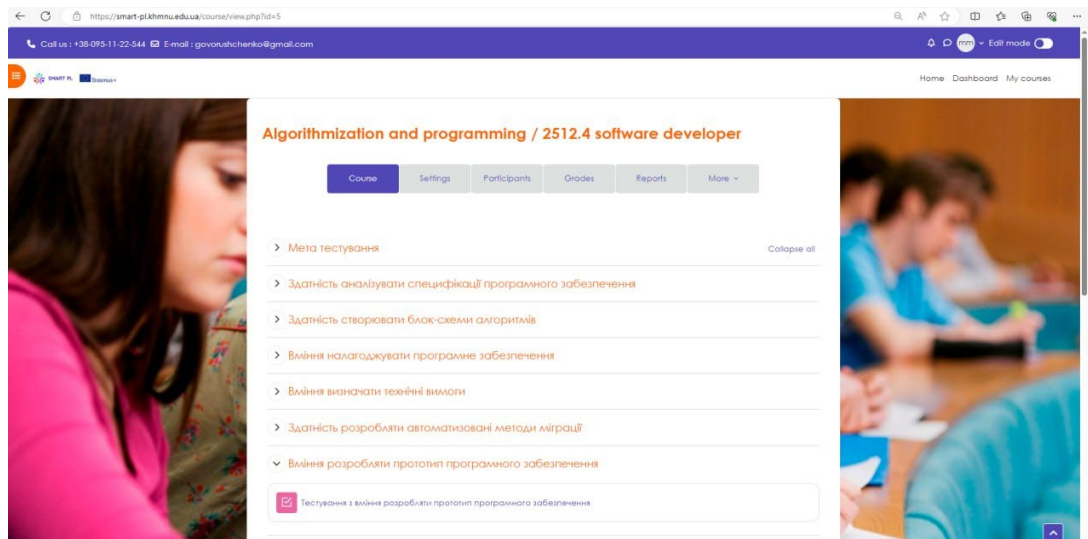 https://smart-pl.khmnu.edu.ua/course/view.php?id=5
Call us : +38-095-11-22-544 E-mail : govorushchenko@gmail.com
mm Edit mode
SMART PL Erasmus+
Home Dashboard My courses
Algorithmization and programming / 2512.4 software developer
Course Settings Participants Grades Reports More
Мета тестування
Collapse all
Здатність аналізувати специфікації програмного забезпечення
Здатність створювати блок-схеми алгоритмів
Вміння налагоджувати програмне забезпечення
Вміння визначати технічні вимоги
Здатність розробляти автоматизовані методи міграції
Вміння розробляти прототип програмного забезпечення
Тестування з вміння розробляти прототип програмного забезпечення